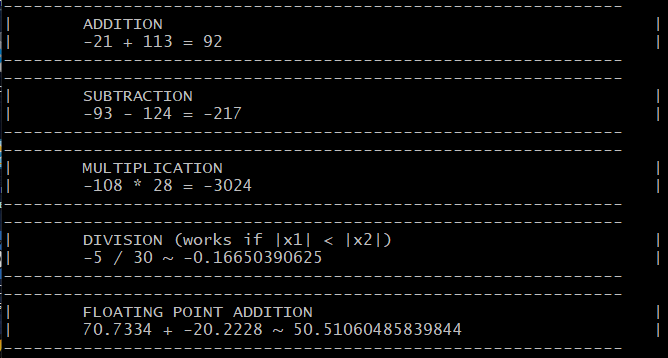 --------------------------------------------------------------
|       ADDITION                                                 |
|       -21 + 113 = 92                                           |
--------------------------------------------------------------
--------------------------------------------------------------
|       SUBTRACTION                                              |
|       -93 - 124 = -217                                         |
--------------------------------------------------------------
--------------------------------------------------------------
|       MULTIPLICATION                                           |
|       -108 * 28 = -3024                                        |
--------------------------------------------------------------
--------------------------------------------------------------
|       DIVISION (works if |x1| < |x2|)                          |
|       -5 / 30 ~ -0.16650390625                                 |
--------------------------------------------------------------
--------------------------------------------------------------
|       FLOATING POINT ADDITION                                  |
|       70.7334 + -20.2228 ~ 50.51060485839844                   |
--------------------------------------------------------------